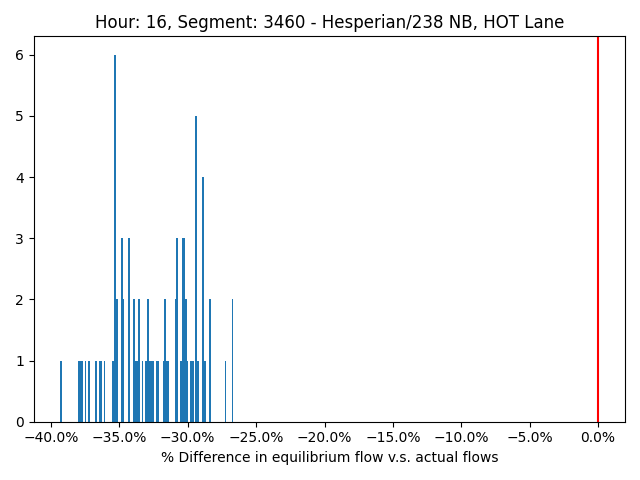 Hour: 16, Segment: 3460 - Hesperian/238 NB, HOT Lane
6
5
4
3
2
1
0
−40.0% −35.0% −30.0% −25.0% −20.0% −15.0% −10.0% −5.0% 0.0%
% Difference in equilibrium flow v.s. actual flows